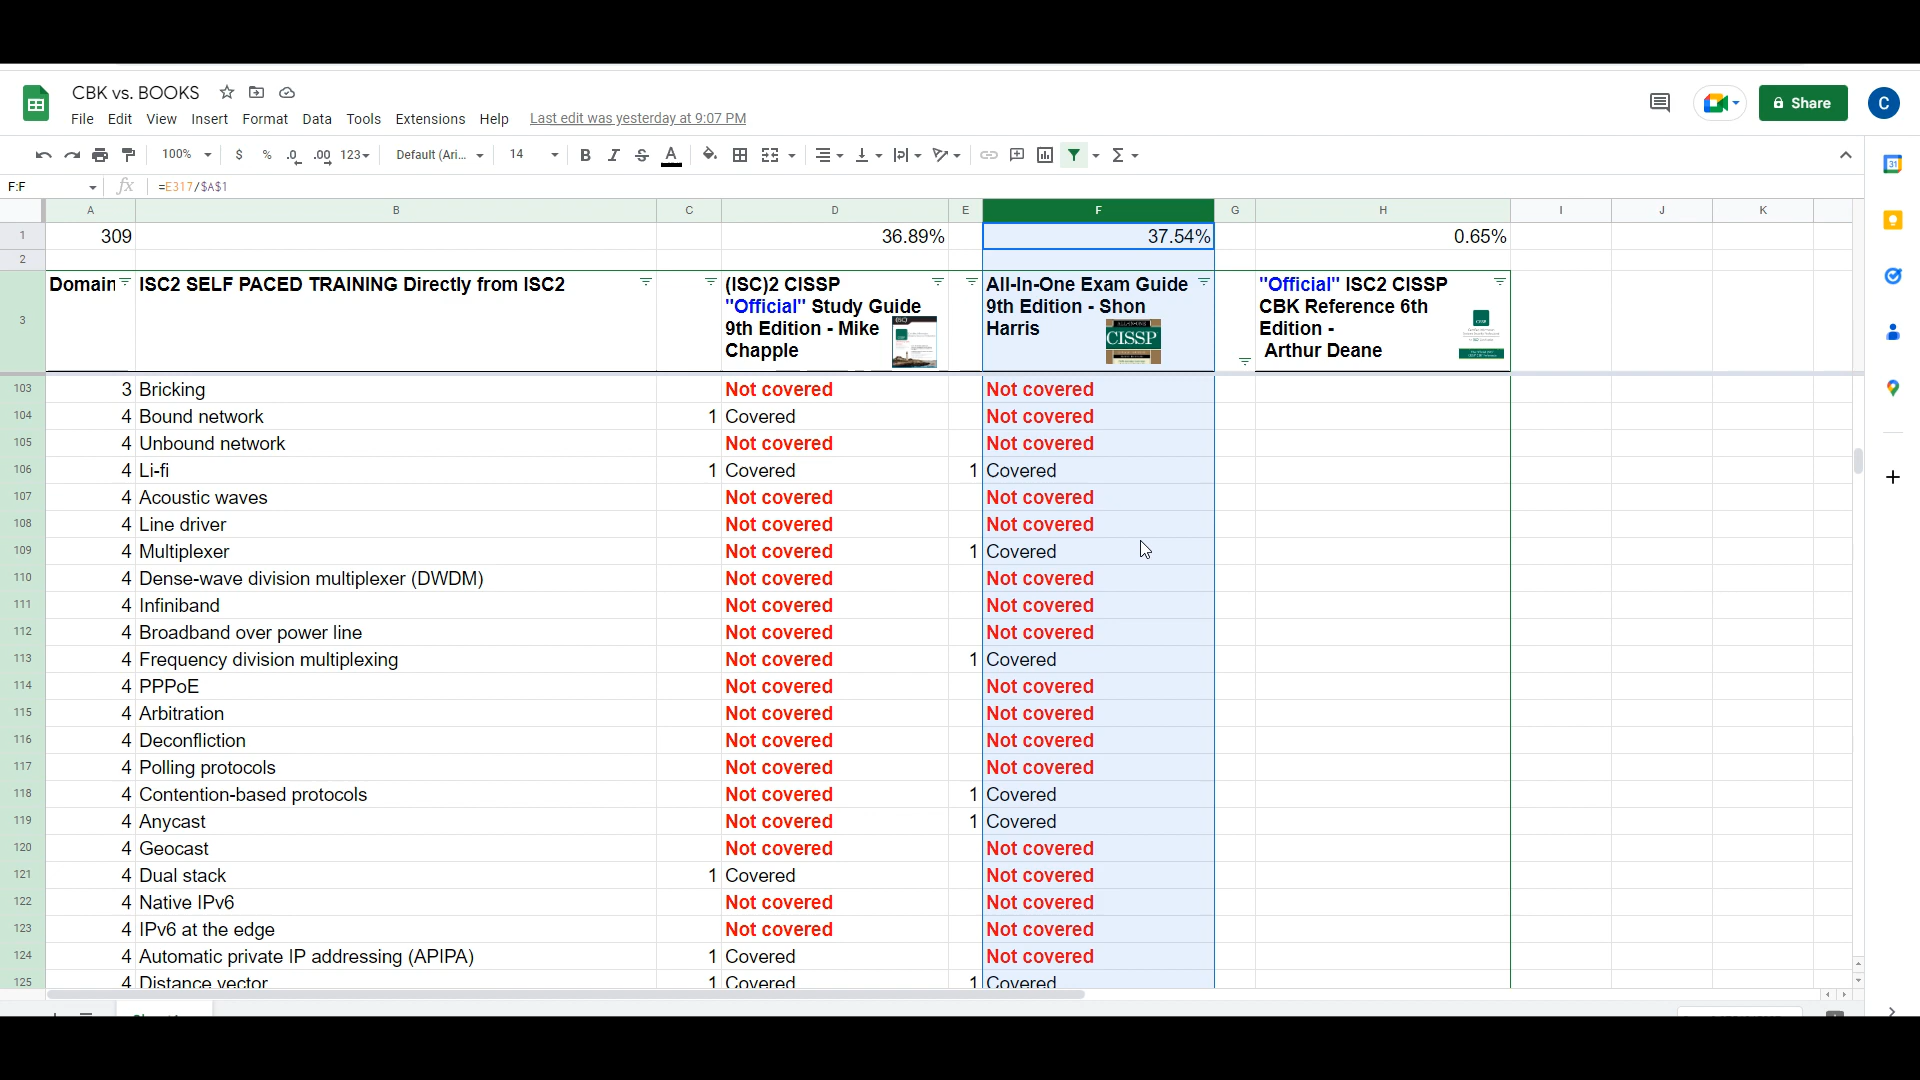 CBK vs. BOOKS
File Edit View Insert Format Data Tools Extensions Help Last edit was yesterday at 9:07 PM
Share
C
100% $ % .0 .00 123 Default (Ari... 14 B I S A
F:F fx =E317/$A$1
A B C D E F G H I J K
1 309 36.89% 37.54% 0.65%
2
3 Domain ISC2 SELF PACED TRAINING Directly from ISC2
(ISC)2 CISSP
"Official" Study Guide
9th Edition - Mike
Chapple
All-In-One Exam Guide
9th Edition - Shon
Harris
CISSP
"Official" ISC2 CISSP
CBK Reference 6th
Edition -
Arthur Deane
103 3 Bricking Not covered Not covered
104 4 Bound network 1 Covered Not covered
105 4 Unbound network Not covered Not covered
106 4 Li-fi 1 Covered 1 Covered
107 4 Acoustic waves Not covered Not covered
108 4 Line driver Not covered Not covered
109 4 Multiplexer Not covered 1 Covered
110 4 Dense-wave division multiplexer (DWDM) Not covered Not covered
111 4 Infiniband Not covered Not covered
112 4 Broadband over power line Not covered Not covered
113 4 Frequency division multiplexing Not covered 1 Covered
114 4 PPPoE Not covered Not covered
115 4 Arbitration Not covered Not covered
116 4 Deconfliction Not covered Not covered
117 4 Polling protocols Not covered Not covered
118 4 Contention-based protocols Not covered 1 Covered
119 4 Anycast Not covered 1 Covered
120 4 Geocast Not covered Not covered
121 4 Dual stack 1 Covered Not covered
122 4 Native IPv6 Not covered Not covered
123 4 IPv6 at the edge Not covered Not covered
124 4 Automatic private IP addressing (APIPA) 1 Covered Not covered
125 4 Distance vector 1 Covered 1 Covered